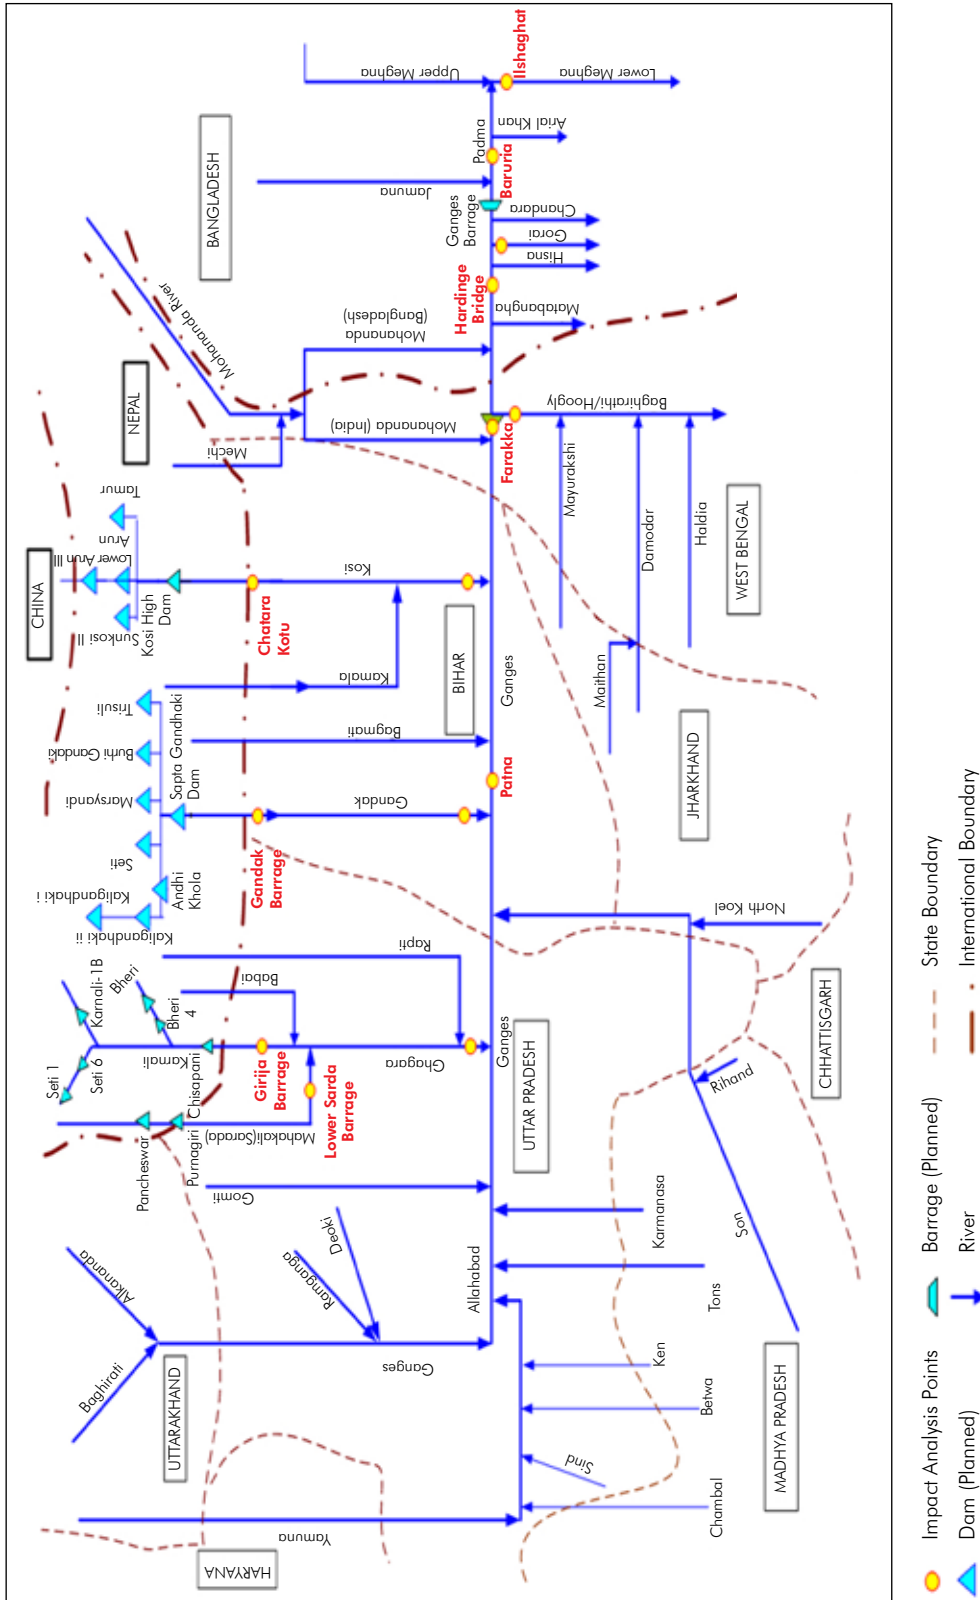 HARYANA
Yamuna
UTTARAKHAND
Baghirati
Alkananda
Ganges
Ramganga
Deoki
Gomti
Allahabad
Chambal
Sind
Betwa
Ken
Tons
Karmanasa
MADHYA PRADESH
Son
Rihand
North Koel
CHHATTISGARH
UTTAR PRADESH
Pancheswar
Purnagiri
Chisapani
Mahakali(Sarada)
Lower Sarda
Barrage
Girija
Barrage
Seti 1
Seti 6
Karnali-1B
Bheri
Bheri
4
Karnali
Babai
Rapti
Ghagara
Ganges
Kaligandhaki ii
Kaligandhaki i
Andhi
Khola
Seti
Marsyandi
Burhi Gandaki
Trisuli
Sapta Gandhaki
Dam
Gandak
Barrage
Gandak
Patna
Bagmati
BIHAR
Ganges
Kamala
CHINA
Sunkosi II
Lower Arun III
Arun
Tamur
Kosi High
Dam
Chatara
Kotu
Kosi
NEPAL
Mechi
Mohananda River
Mohananda (India)
Mohananda
(Bangladesh)
Farakka
JHARKHAND
Maithan
Mayurakshi
Damodar
Haldia
WEST BENGAL
Baghirathi/Hoogly
BANGLADESH
Matabangha
Hardinge
Bridge
Hisna
Gorai
Chandara
Ganges
Barrage
Jamuna
Baruria
Padma
Arial Khan
Upper Meghna
Ilshaghat
Lower Meghna
Impact Analysis Points
Dam (Planned)
Barrage (Planned)
River
State Boundary
International Boundary